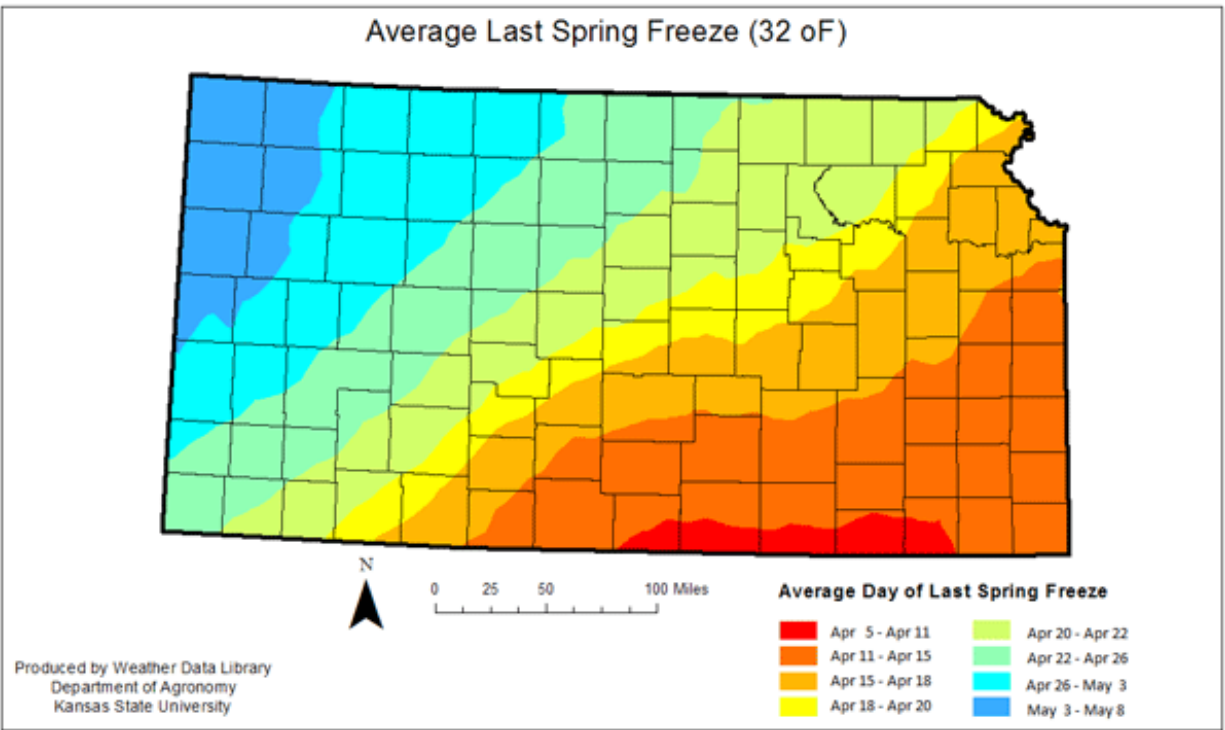 Average Last Spring Freeze (32 oF)
N
0 25 50 100 Miles
Average Day of Last Spring Freeze
Apr 5 - Apr 11
Apr 11 - Apr 15
Apr 15 - Apr 18
Apr 18 - Apr 20
Apr 20 - Apr 22
Apr 22 - Apr 26
Apr 26 - May 3
May 3 - May 8
Produced by Weather Data Library
Department of Agronomy
Kansas State University